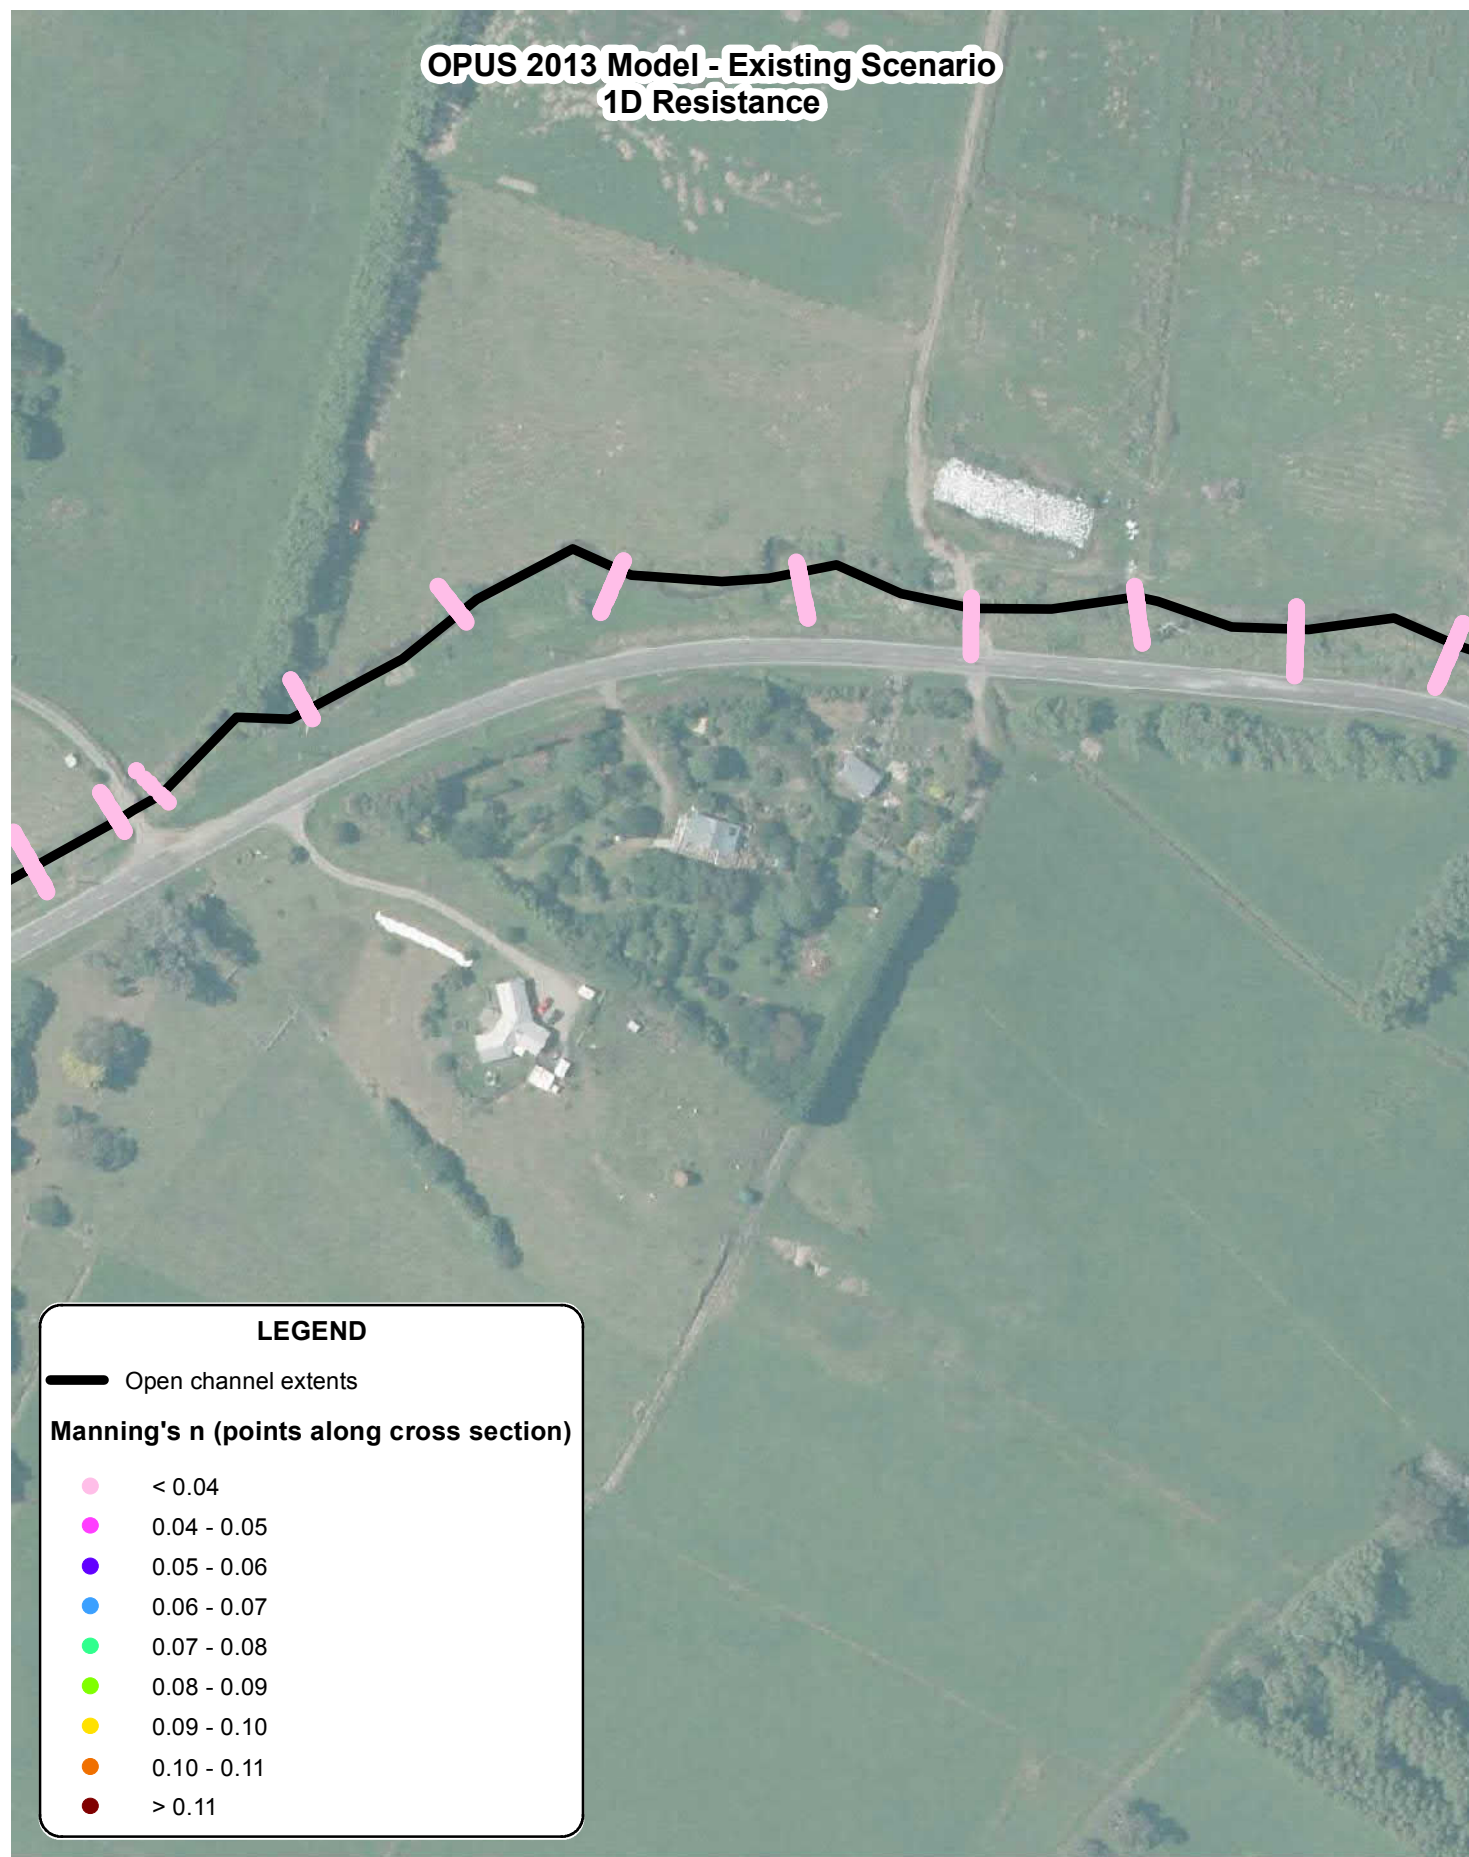 OPUS 2013 Model - Existing Scenario
1D Resistance
LEGEND
Open channel extents
Manning's n (points along cross section)
< 0.04
0.04 - 0.05
0.05 - 0.06
0.06 - 0.07
0.07 - 0.08
0.08 - 0.09
0.09 - 0.10
0.10 - 0.11
> 0.11